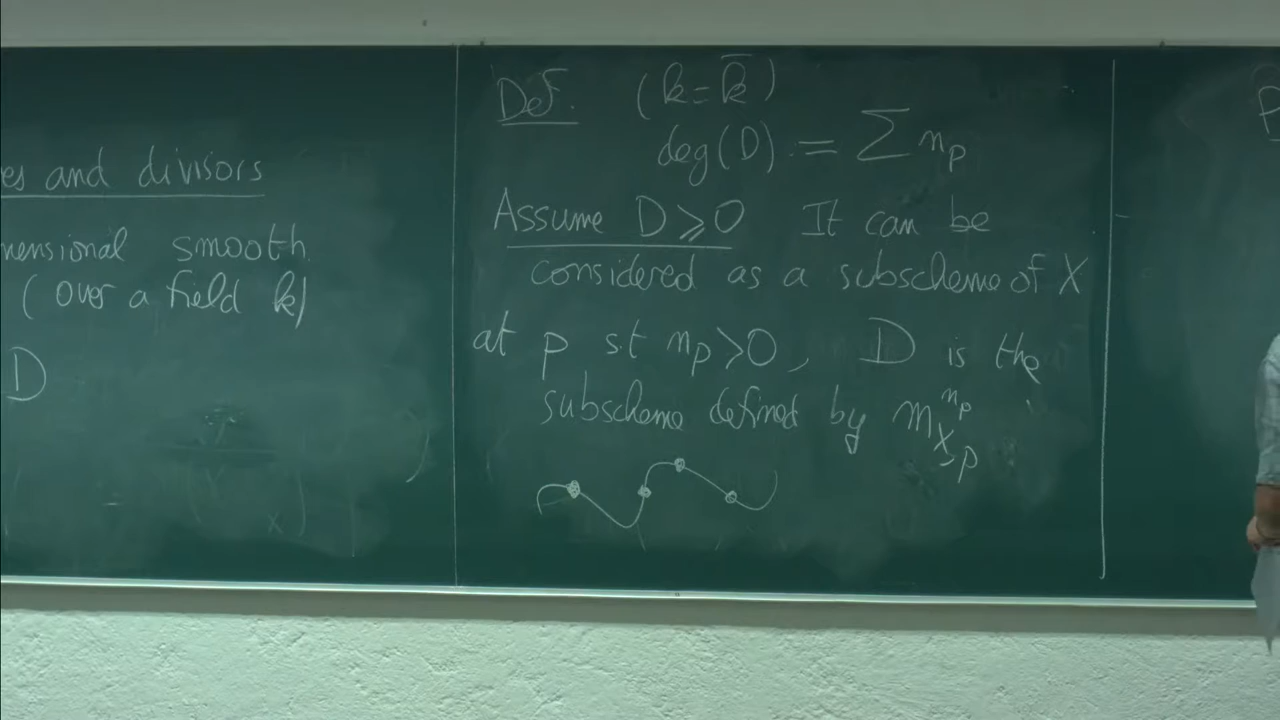 es and divisors
mensional smooth
(over a field k)
D
Def. (k = k̄)
deg(D) := ∑ n_p
Assume D ⩾ 0 It can be
considered as a subscheme of X
at p st n_p > 0, D is the
subscheme defined by m_{X,p}^{n_p}
P